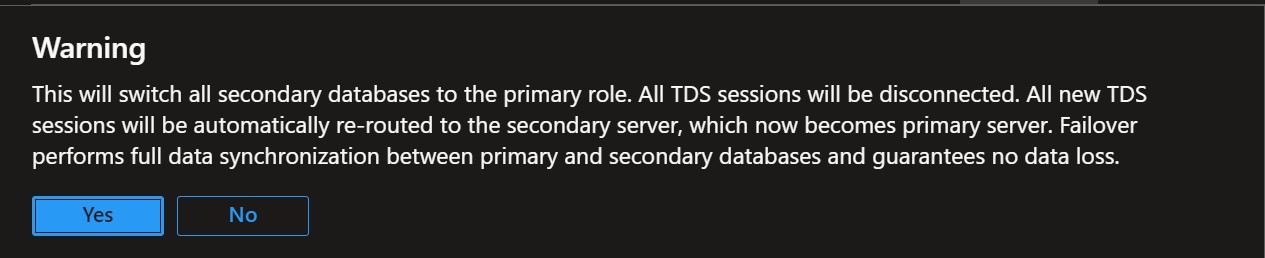 Warning
This will switch all secondary databases to the primary role. All TDS sessions will be disconnected. All new TDS
sessions will be automatically re-routed to the secondary server, which now becomes primary server. Failover
performs full data synchronization between primary and secondary databases and guarantees no data loss.
Yes No